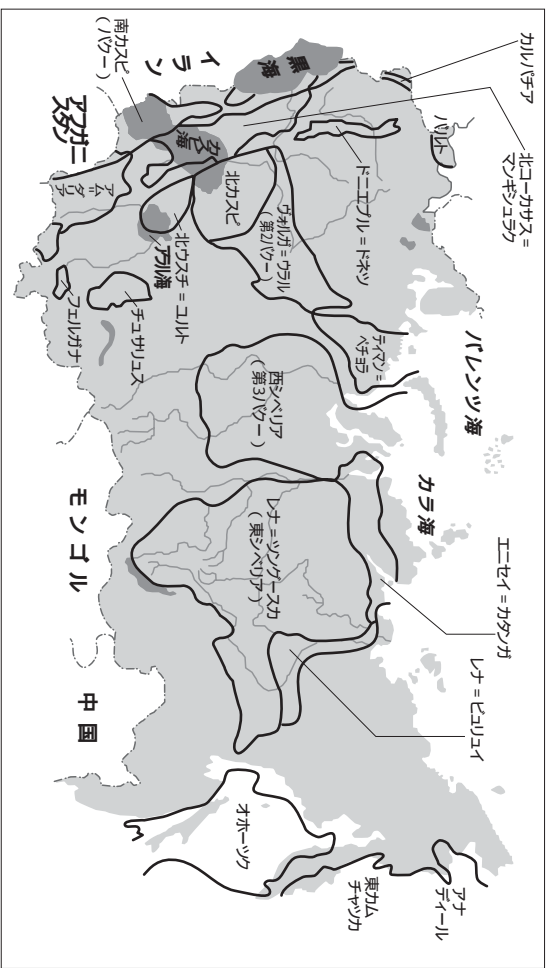 カルパチア
バルト
北コーカサス＝
マンギシュラク
ドニエプル＝ドネツ
黒海
カスピ海
南カスピ
（バクー）
イラン
アフガニ
スタン
アム＝ダリア
北カスピ
ヴォルガ＝ウラル
（第2バクー）
北ウスチ＝ユルト
アラル海
チュサリュス
フェルガナ
ティマン＝
ペチョラ
バレンツ海
西シベリア
（第3バクー）
カラ海
エニセイ＝カタンガ
レナ＝ツングースカ
（東シベリア）
レナ＝ビュリュイ
モンゴル
中国
オホーツク
東カム
チャツカ
アナ
ディール